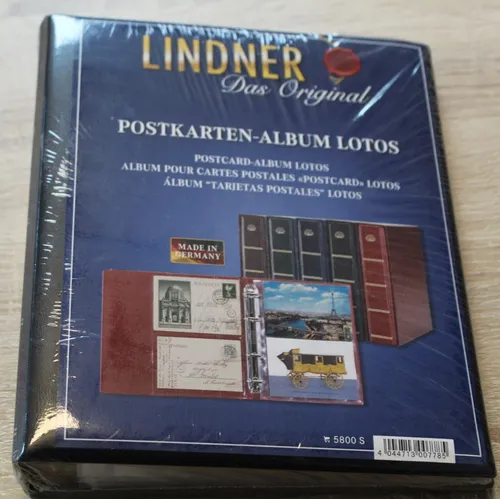 LINDNER
Das Original
POSTKARTEN-ALBUM LOTOS
POSTCARD-ALBUM LOTOS
ALBUM POUR CARTES POSTALES «POSTCARD» LOTOS
ÁLBUM "TARJETAS POSTALES" LOTOS
MADE IN
GERMANY
5800 S
4 044713 007785